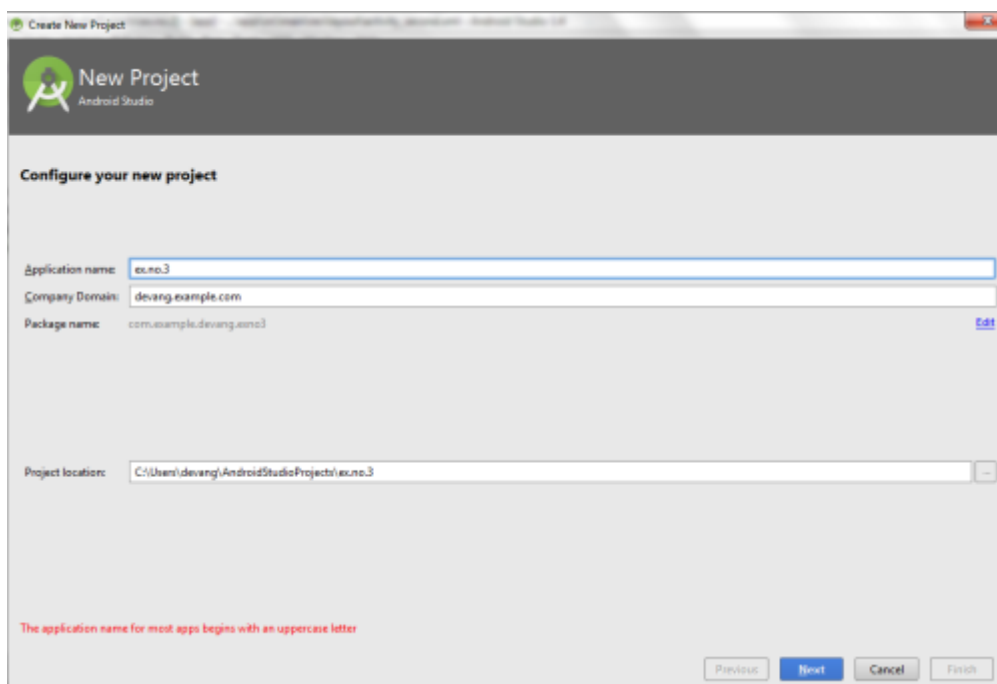 Create New Project
New Project
Android Studio
Configure your new project
Application name: ex.no.3
Company Domain: devang.example.com
Package name: com.example.devang.exno3
Edit
Project location: C:\Users\devang\AndroidStudioProjects\ex.no.3
...
The application name for most apps begins with an uppercase letter
Previous
Next
Cancel
Finish